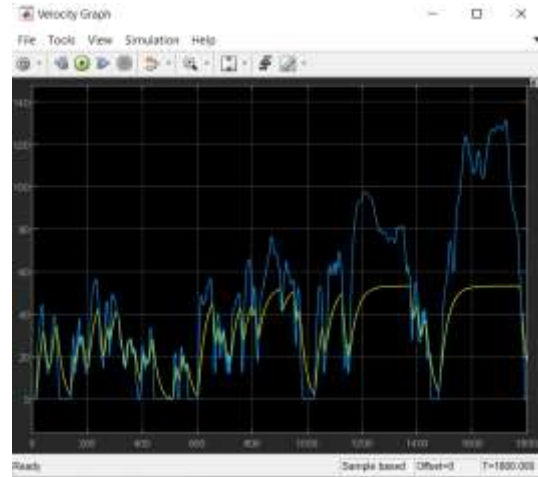 Velocity Graph
File Tools View Simulation Help
140
120
100
80
60
40
20
0
0 200 400 600 800 1000 1200 1400 1600 1800
Ready Sample based Offset=0 T=1800.000